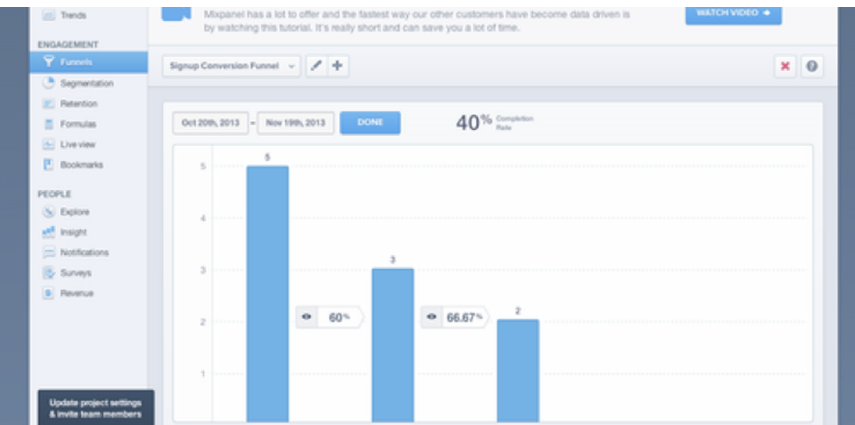 Trends
Mixpanel has a lot to offer and the fastest way our other customers have become data driven is
by watching this tutorial. It's really short and can save you a lot of time.
WATCH VIDEO
ENGAGEMENT
Funnels
Segmentation
Retention
Formulas
Live view
Bookmarks
PEOPLE
Explore
Insight
Notifications
Surveys
Revenue
Update project settings
& invite team members
Signup Conversion Funnel
Oct 20th, 2013 - Nov 19th, 2013 DONE
40% Completion
Rate
5
4
3
2
1
5
60%
3
66.67%
2